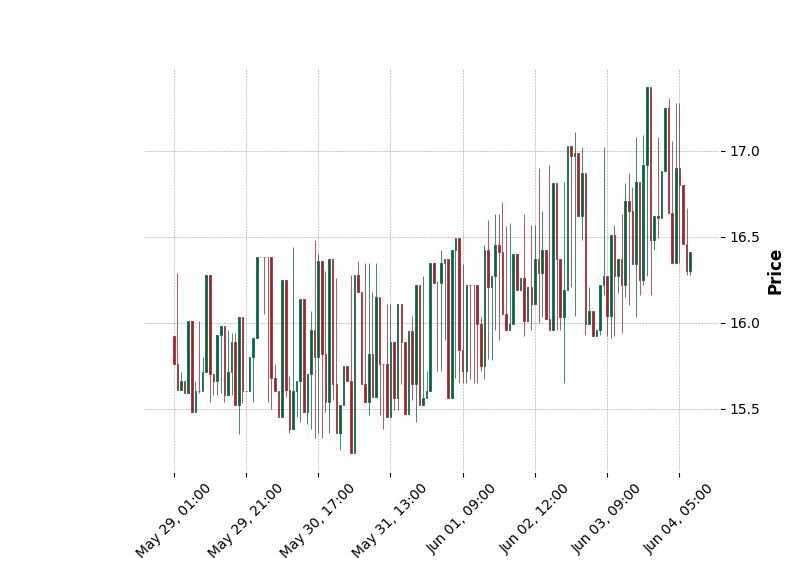 17.0
16.5
16.0
15.5
Price
May 29, 01:00
May 29, 21:00
May 30, 17:00
May 31, 13:00
Jun 01, 09:00
Jun 02, 12:00
Jun 03, 09:00
Jun 04, 05:00